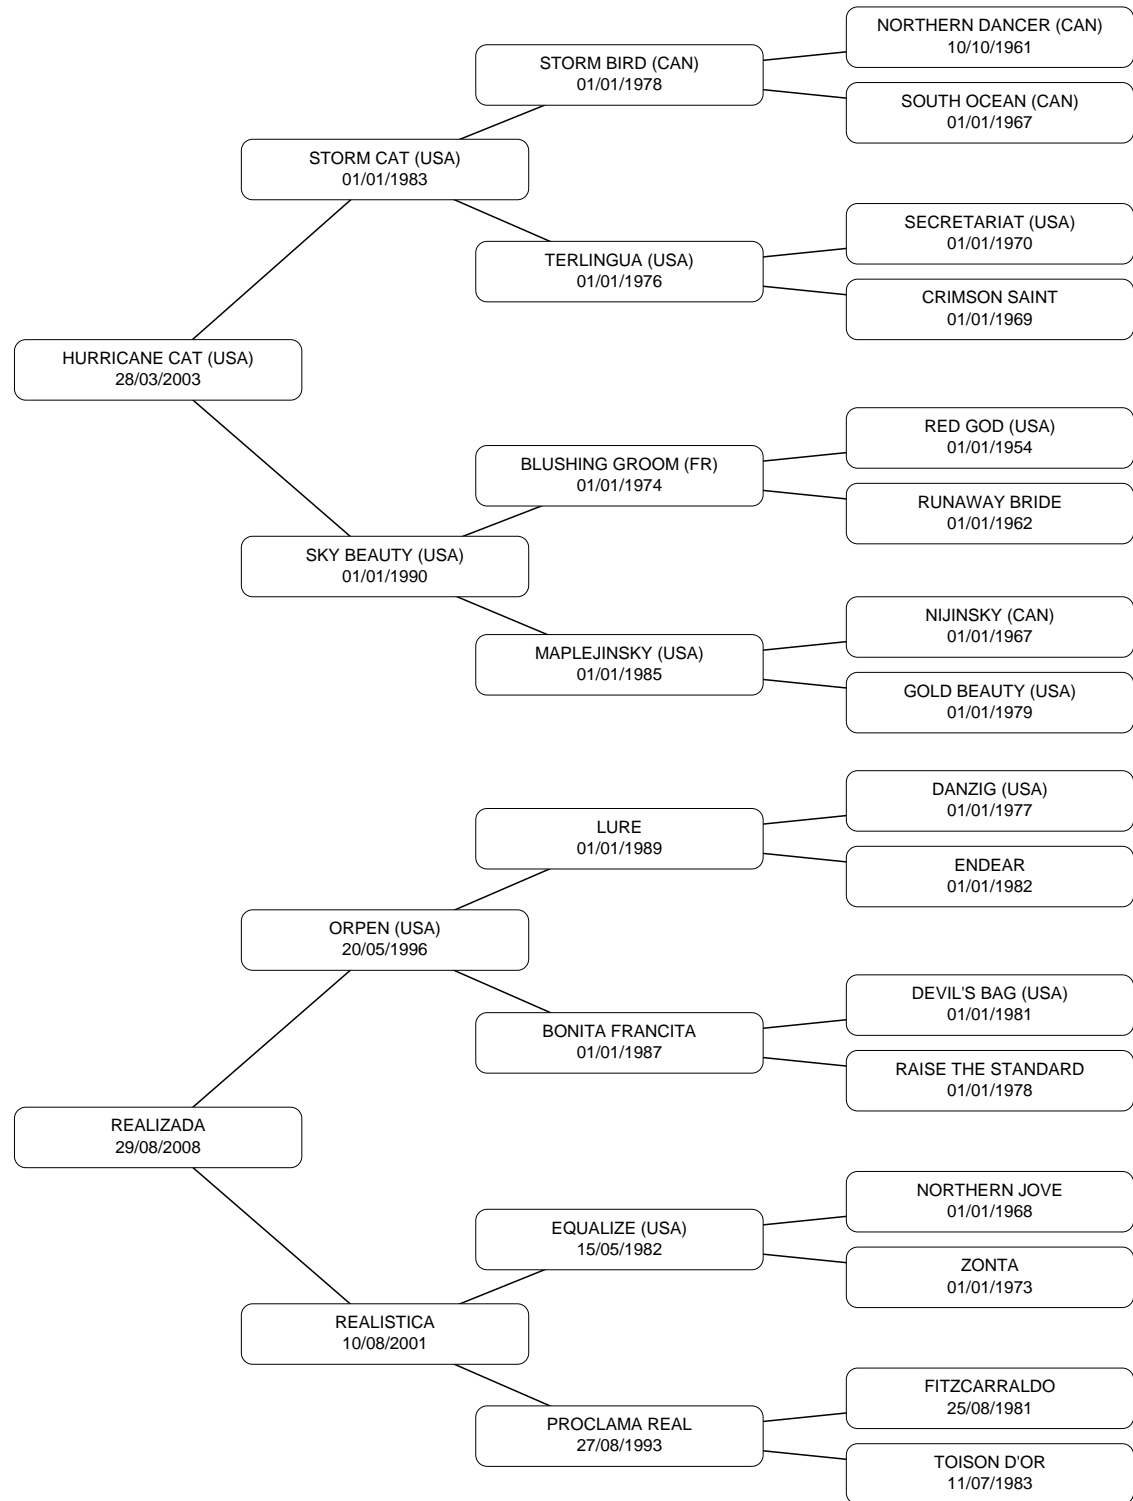 NORTHERN DANCER (CAN)
10/10/1961
STORM BIRD (CAN)
01/01/1978
SOUTH OCEAN (CAN)
01/01/1967
STORM CAT (USA)
01/01/1983
SECRETARIAT (USA)
01/01/1970
TERLINGUA (USA)
01/01/1976
CRIMSON SAINT
01/01/1969
HURRICANE CAT (USA)
28/03/2003
RED GOD (USA)
01/01/1954
BLUSHING GROOM (FR)
01/01/1974
RUNAWAY BRIDE
01/01/1962
SKY BEAUTY (USA)
01/01/1990
NIJINSKY (CAN)
01/01/1967
MAPLEJINSKY (USA)
01/01/1985
GOLD BEAUTY (USA)
01/01/1979
DANZIG (USA)
01/01/1977
LURE
01/01/1989
ENDEAR
01/01/1982
ORPEN (USA)
20/05/1996
DEVIL'S BAG (USA)
01/01/1981
BONITA FRANCITA
01/01/1987
RAISE THE STANDARD
01/01/1978
REALIZADA
29/08/2008
NORTHERN JOVE
01/01/1968
EQUALIZE (USA)
15/05/1982
ZONTA
01/01/1973
REALISTICA
10/08/2001
FITZCARRALDO
25/08/1981
PROCLAMA REAL
27/08/1993
TOISON D'OR
11/07/1983